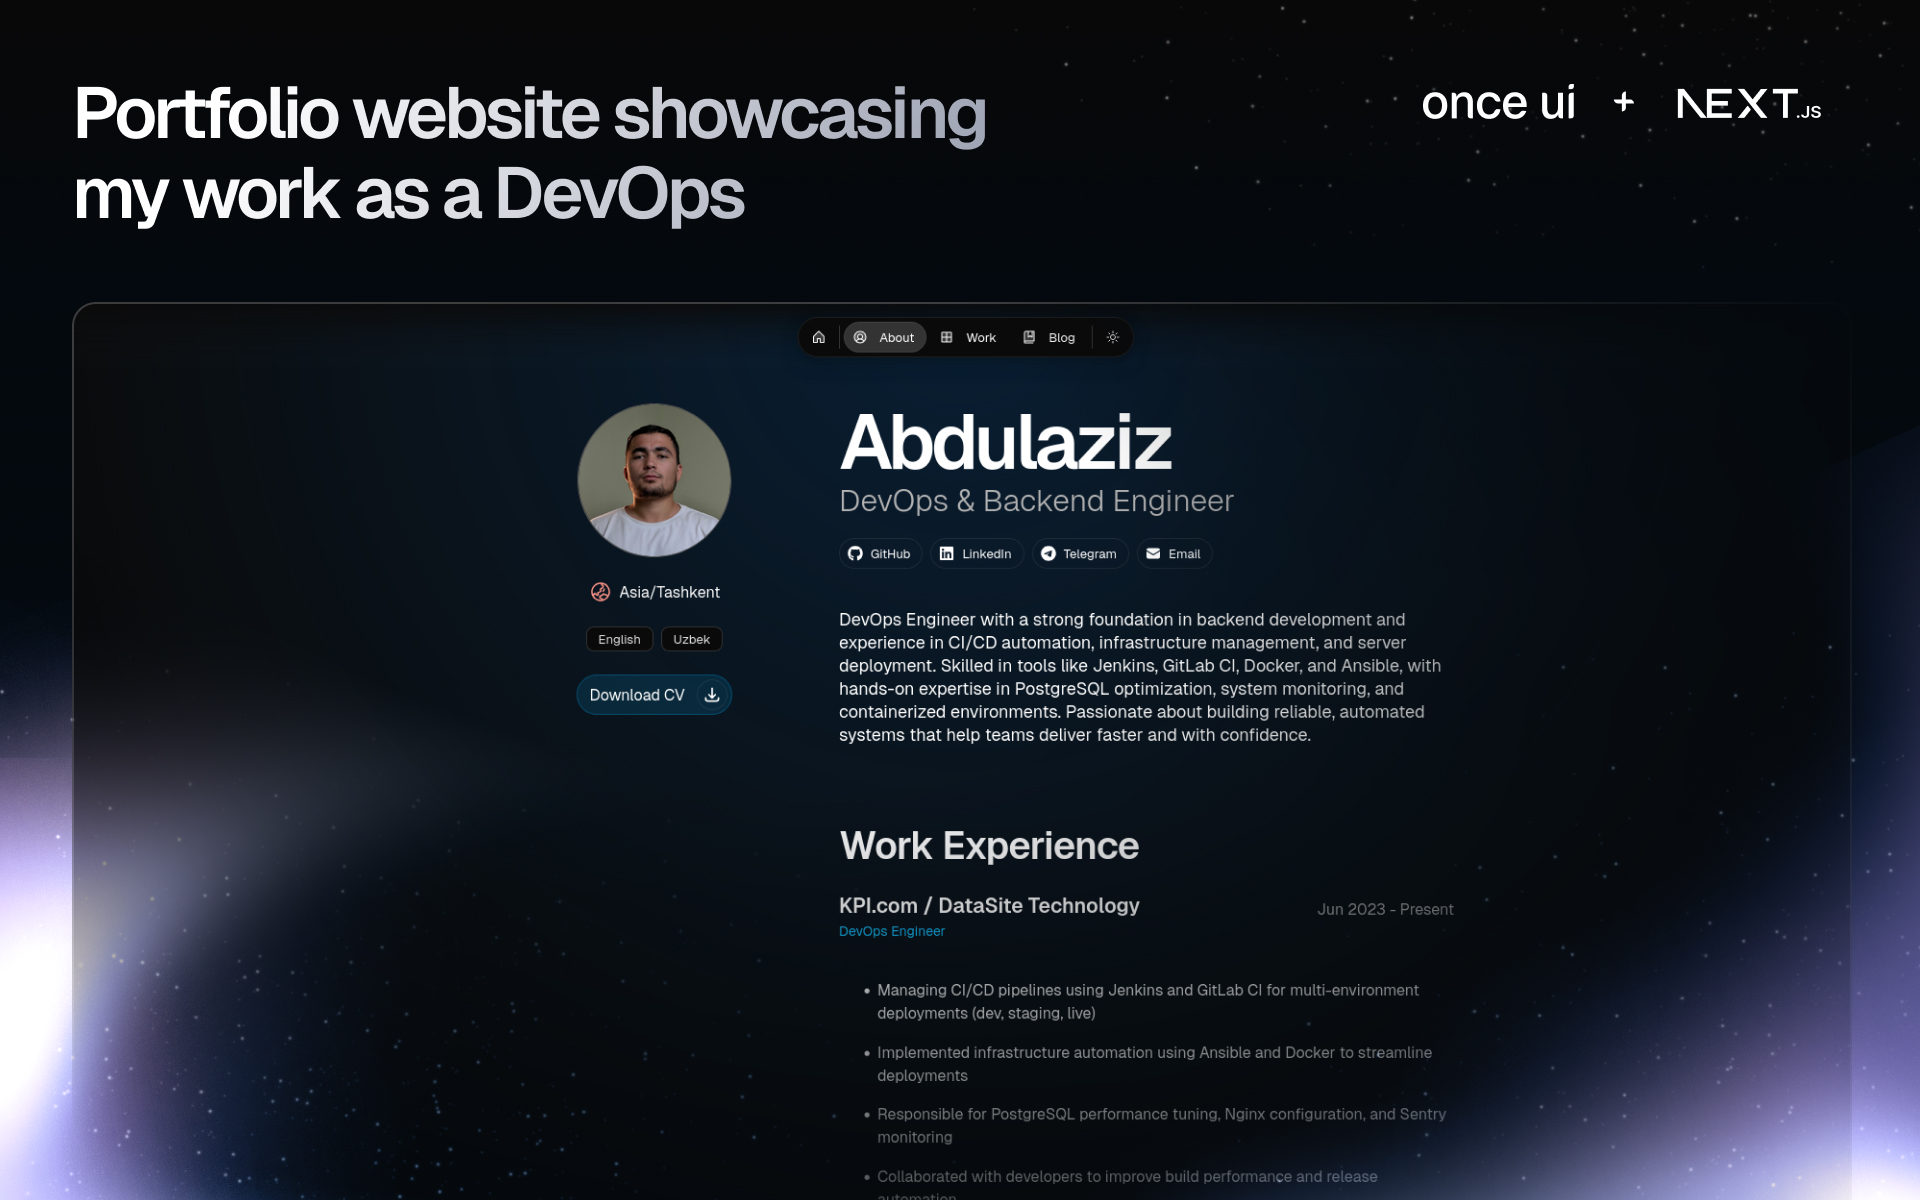 Portfolio website showcasing
my work as a DevOps
once ui + NEXT.JS
About Work Blog
Abdulaziz
DevOps & Backend Engineer
GitHub LinkedIn Telegram Email
Asia/Tashkent
English Uzbek
Download CV
DevOps Engineer with a strong foundation in backend development and
experience in CI/CD automation, infrastructure management, and server
deployment. Skilled in tools like Jenkins, GitLab CI, Docker, and Ansible, with
hands-on expertise in PostgreSQL optimization, system monitoring, and
containerized environments. Passionate about building reliable, automated
systems that help teams deliver faster and with confidence.
Work Experience
KPI.com / DataSite Technology
Jun 2023 - Present
DevOps Engineer
• Managing CI/CD pipelines using Jenkins and GitLab CI for multi-environment
deployments (dev, staging, live)
• Implemented infrastructure automation using Ansible and Docker to streamline
deployments
• Responsible for PostgreSQL performance tuning, Nginx configuration, and Sentry
monitoring
• Collaborated with developers to improve build performance and release
automation